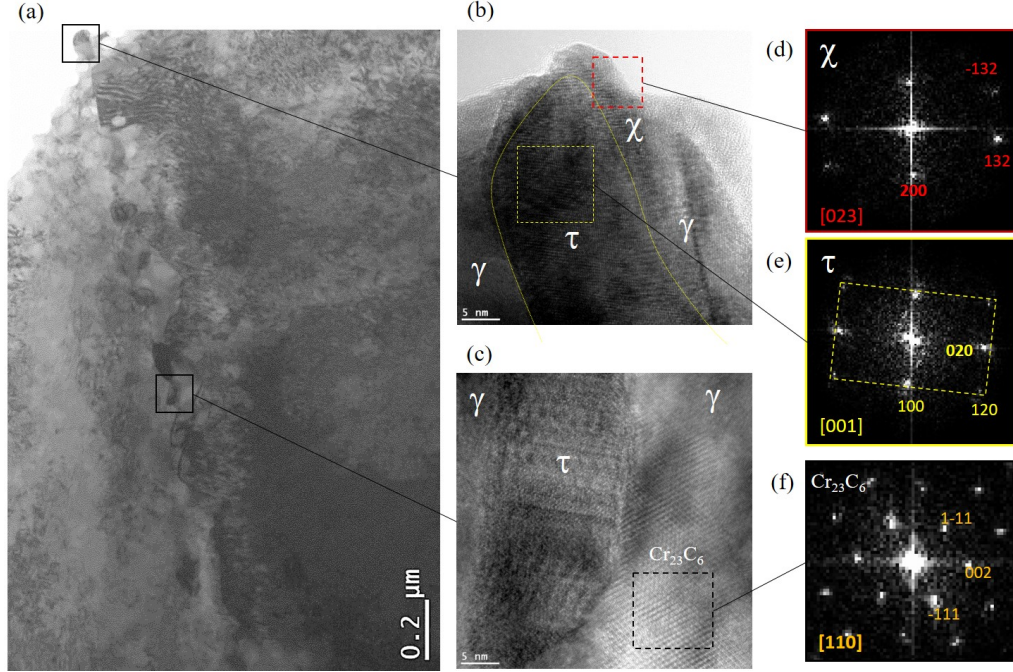 (a)
0.2 μm
(b)
χ
τ
γ
γ
5 nm
(c)
γ
γ
τ
Cr23C6
5 nm
(d)
χ
-132
132
200
[023]
(e)
τ
020
100
120
[001]
(f)
Cr23C6
1-11
002
-111
[110]